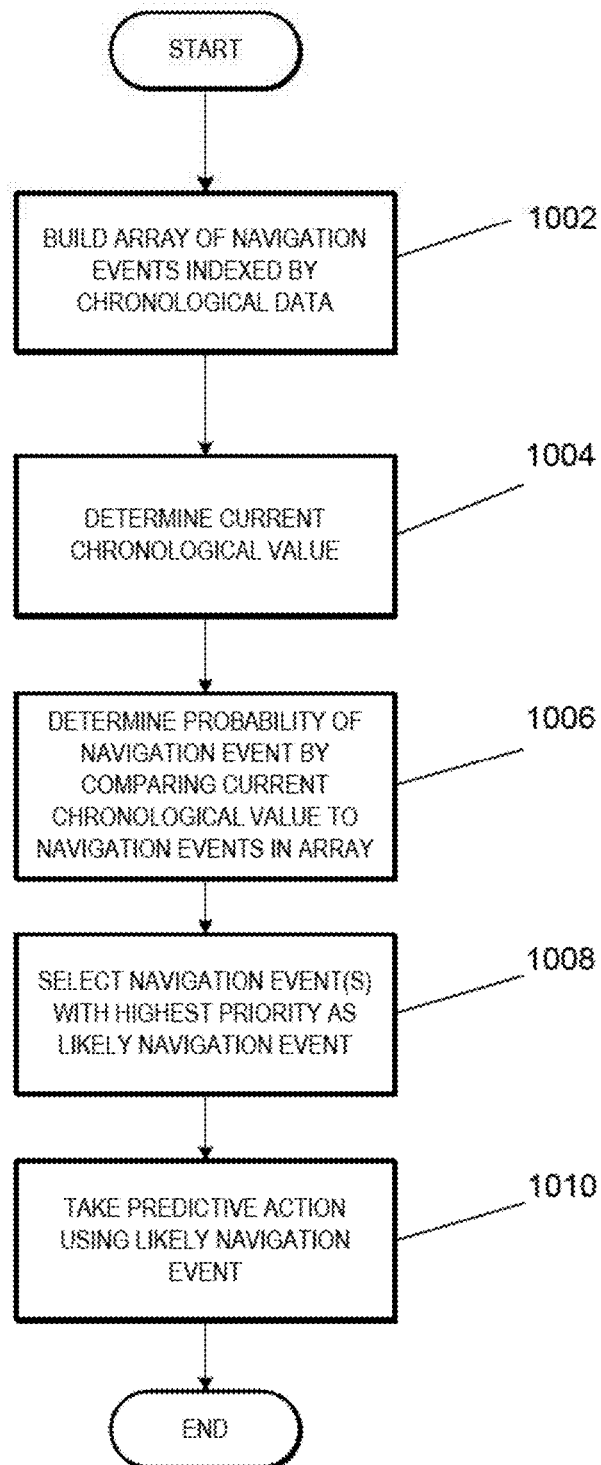 START
BUILD ARRAY OF NAVIGATION
EVENTS INDEXED BY
CHRONOLOGICAL DATA
1002
DETERMINE CURRENT
CHRONOLOGICAL VALUE
1004
DETERMINE PROBABILITY OF
NAVIGATION EVENT BY
COMPARING CURRENT
CHRONOLOGICAL VALUE TO
NAVIGATION EVENTS IN ARRAY
1006
SELECT NAVIGATION EVENT(S)
WITH HIGHEST PRIORITY AS
LIKELY NAVIGATION EVENT
1008
TAKE PREDICTIVE ACTION
USING LIKELY NAVIGATION
EVENT
1010
END